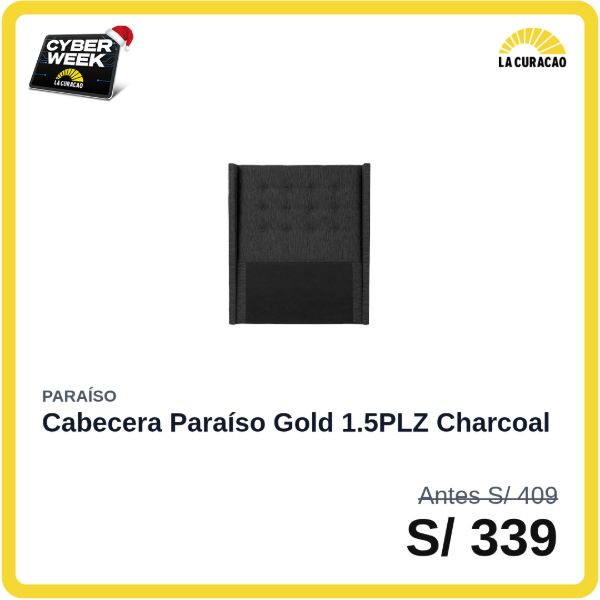 CYBER
WEEK
LA CURACAO
LA CURACAO
PARAÍSO
Cabecera Paraíso Gold 1.5PLZ Charcoal
Antes S/ 409
S/ 339